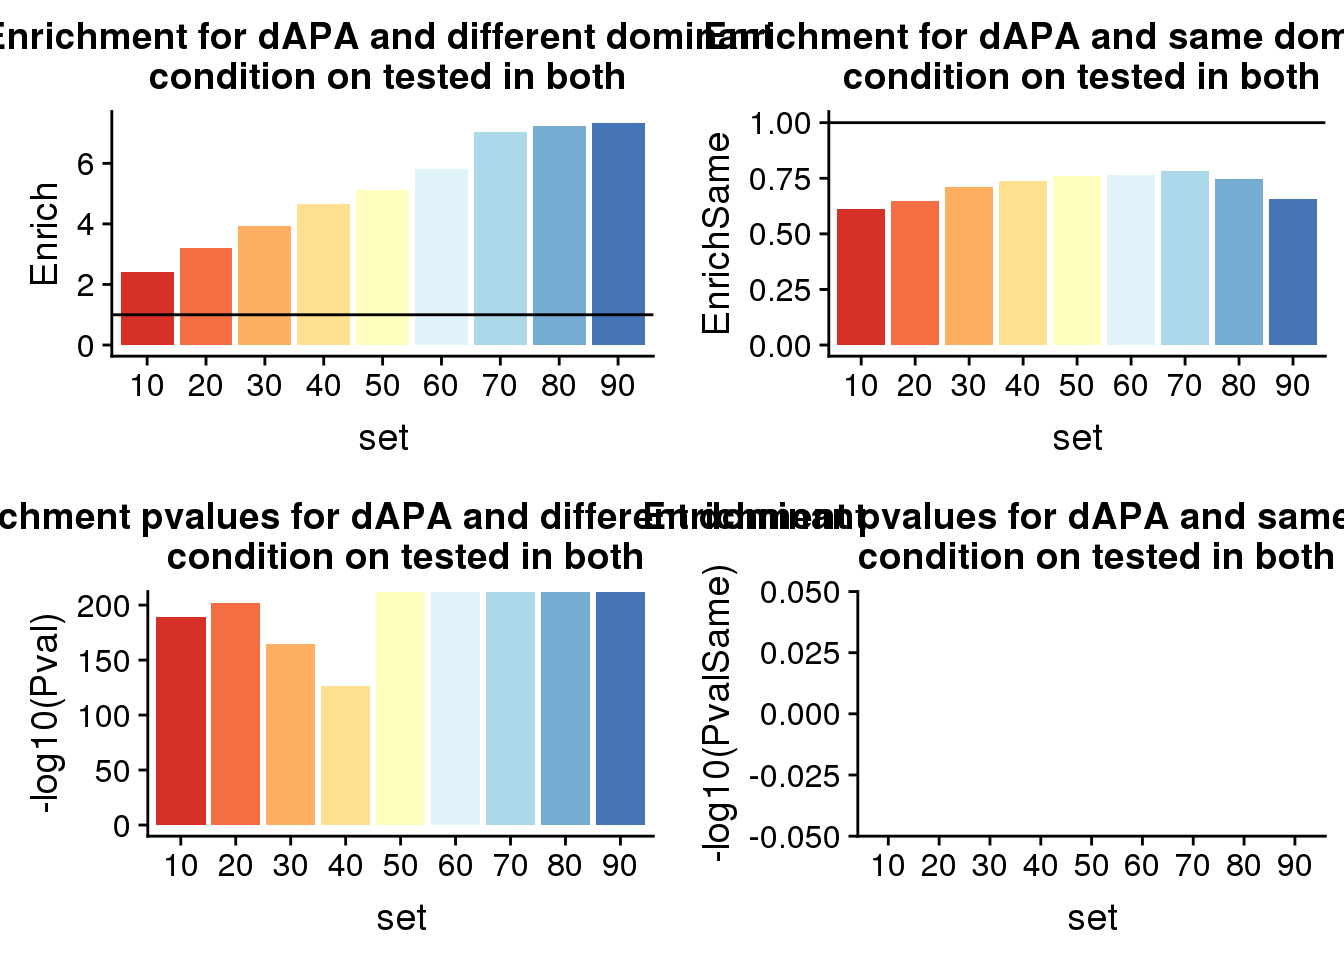 Enrichment for dAPA and different dominant
condition on tested in both
Enrich
6
4
2
0
10 20 30 40 50 60 70 80 90
set
Enrichment for dAPA and same dom
condition on tested in both
EnrichSame
1.00
0.75
0.50
0.25
0.00
10 20 30 40 50 60 70 80 90
set
chment pvalues for dAPA and different dominant
condition on tested in both
-log10(Pval)
200
150
100
50
0
10 20 30 40 50 60 70 80 90
set
Enrichment pvalues for dAPA and same
condition on tested in both
-log10(PvalSame)
0.050
0.025
0.000
-0.025
-0.050
10 20 30 40 50 60 70 80 90
set